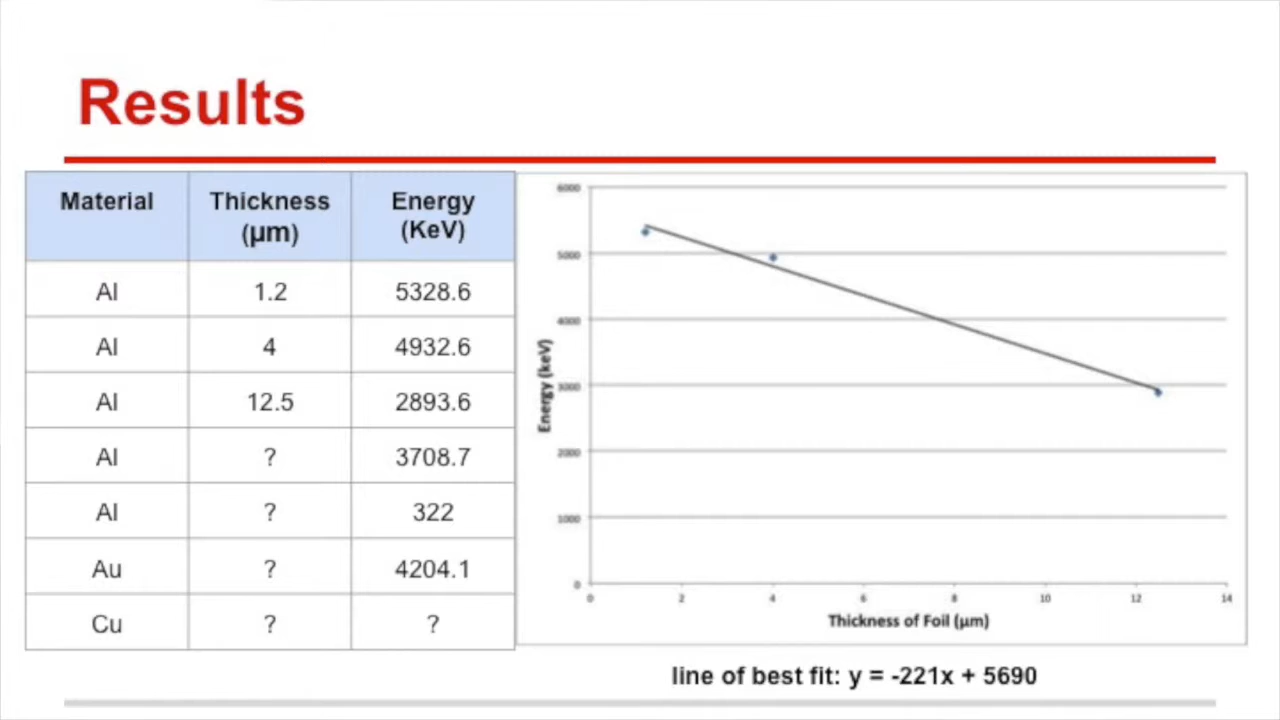 Results
Material Thickness (µm) Energy (KeV)
Al 1.2 5328.6
Al 4 4932.6
Al 12.5 2893.6
Al ? 3708.7
Al ? 322
Au ? 4204.1
Cu ? ?
6000
5000
4000
3000
2000
1000
0
Energy (keV)
0 2 4 6 8 10 12 14
Thickness of Foil (µm)
line of best fit: y = -221x + 5690